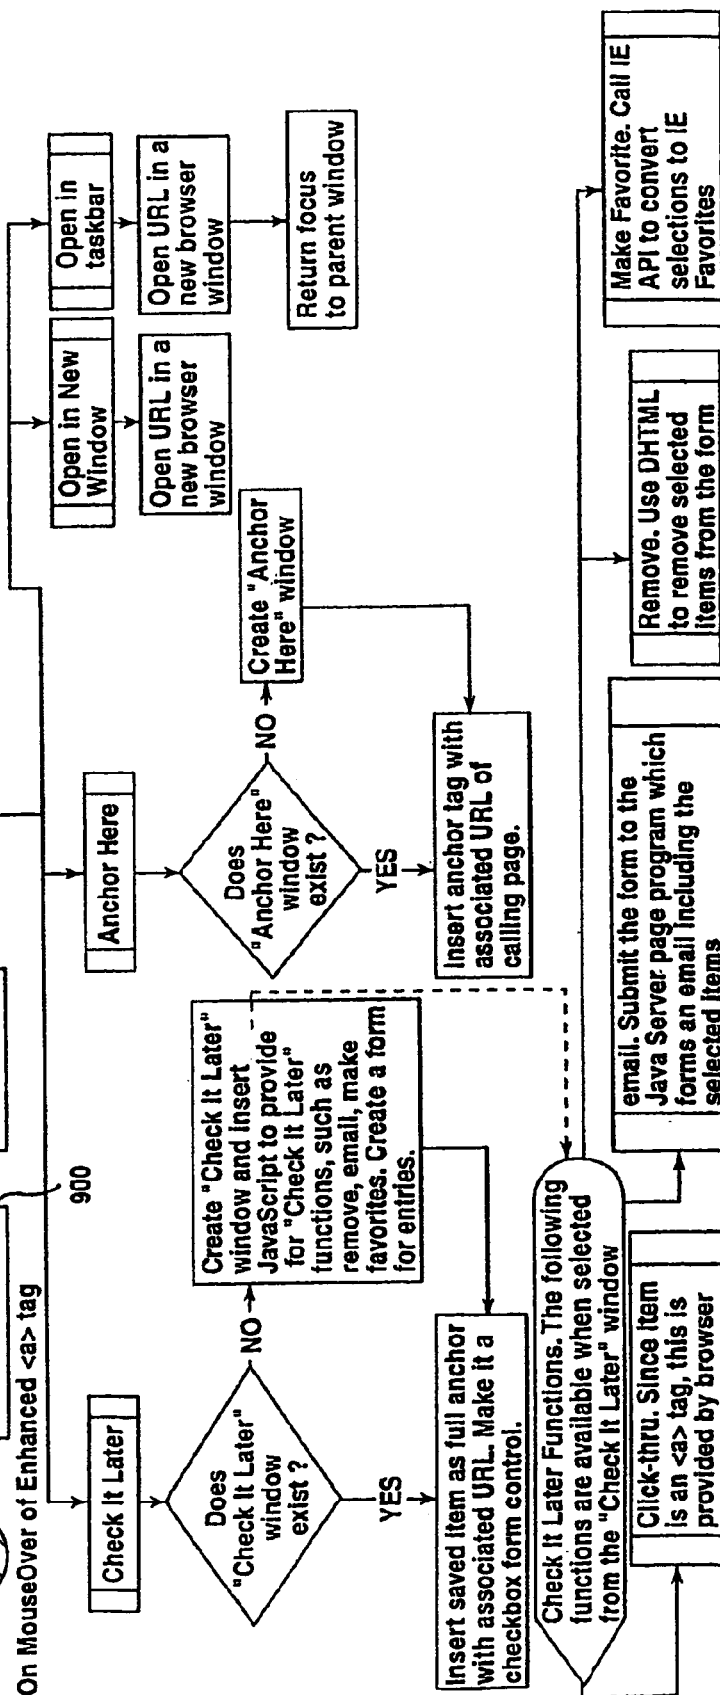 On MouseOver of Enhanced <a> tag
900
Check It Later
Does
"Check It Later"
window
exist ?
NO
YES
Create "Check It Later"
window and insert
JavaScript to provide
for "Check It Later"
functions, such as
remove, email, make
favorites. Create a form
for entries.
Insert saved item as full anchor
with associated URL. Make it a
checkbox form control.
Anchor Here
Does
"Anchor Here"
window
exist ?
NO
YES
Create "Anchor
Here" window
Insert anchor tag with
associated URL of
calling page.
Open in New
Window
Open URL in a
new browser
window
Open in
taskbar
Open URL in a
new browser
window
Return focus
to parent window
Check It Later Functions. The following
functions are available when selected
from the "Check It Later" window
Click-thru. Since item
is an <a> tag, this is
provided by browser
email. Submit the form to the
Java Server page program which
forms an email including the
selected items
Remove. Use DHTML
to remove selected
items from the form
Make Favorite. Call IE
API to convert
selections to IE
Favorites